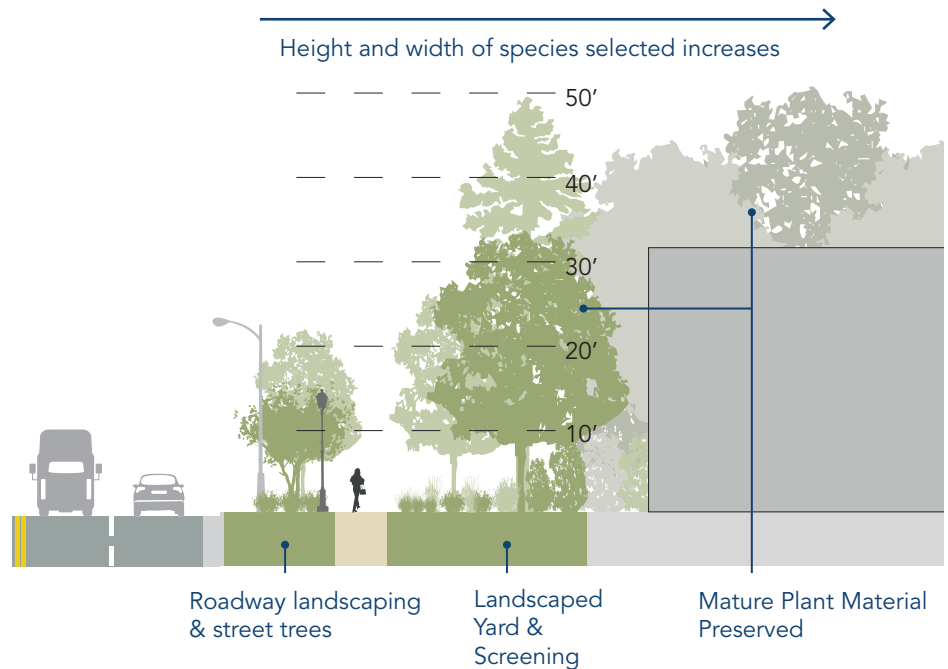 Height and width of species selected increases
50’
40’
30’
20’
10’
Roadway landscaping
& street trees
Landscaped
Yard &
Screening
Mature Plant Material
Preserved